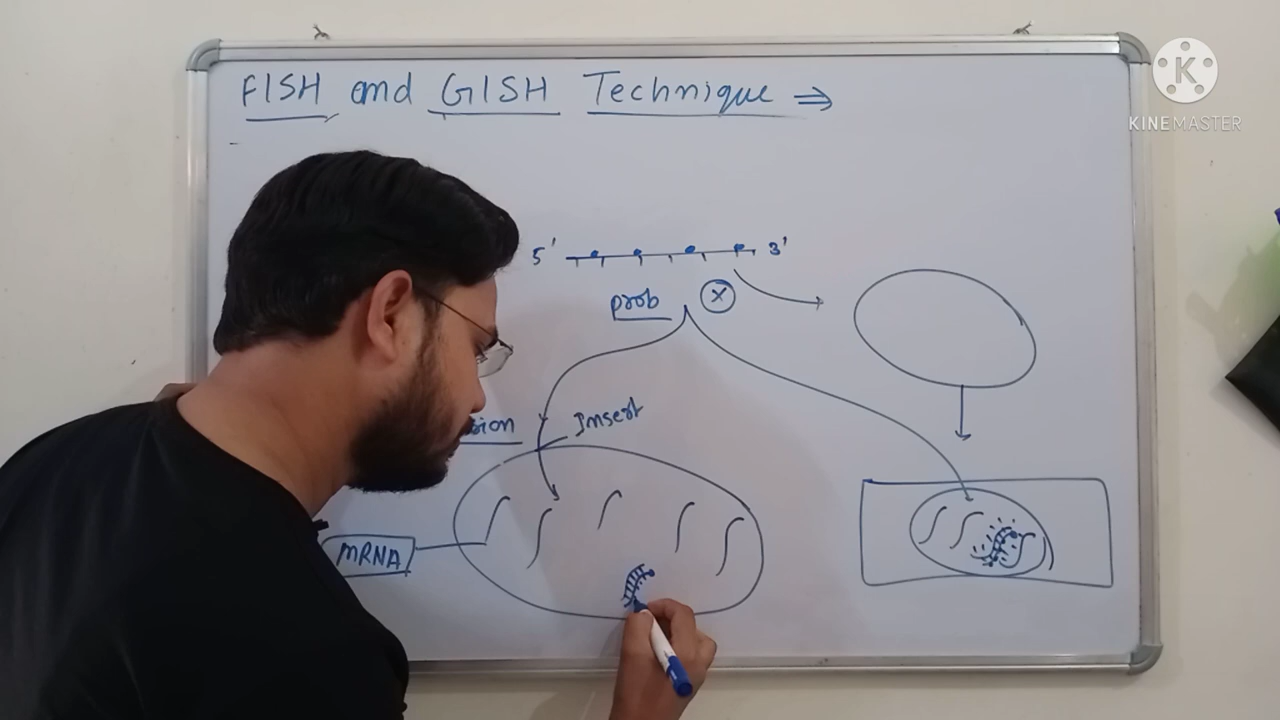 FISH and GISH Technique ⇒
K
KINEMASTER
5' 3'
prob X
Insert
mRNA